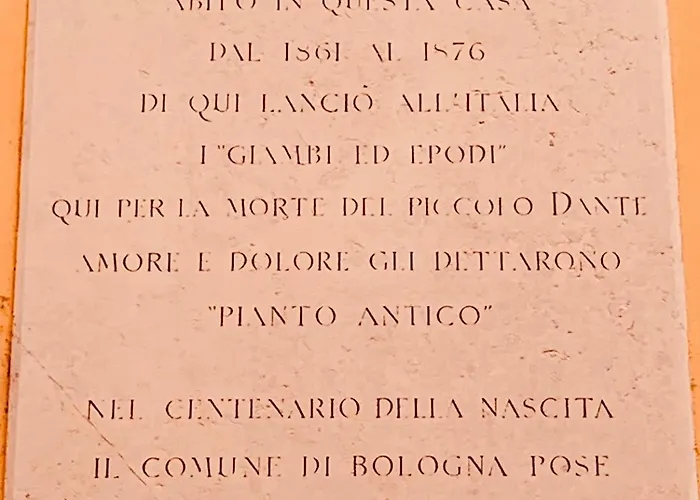 ABITÒ IN QUESTA CASA
DAL 1861 AL 1876
DI QUI LANCIÒ ALL'ITALIA
I "GIAMBI ED EPODI"
QUI PER LA MORTE DEL PICCOLO DANTE
AMORE E DOLORE GLI DETTARONO
"PIANTO ANTICO"
NEL CENTENARIO DELLA NASCITA
IL COMUNE DI BOLOGNA POSE